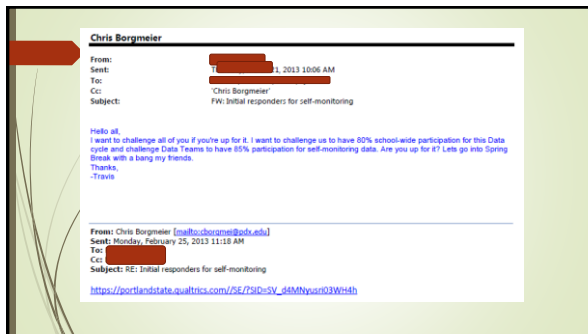 Chris Borgmeier
From:
Sent: 21, 2013 10:06 AM
To:
Cc: 'Chris Borgmeier'
Subject: FW: Initial responders for self-monitoring
Hello all,
I want to challenge all of you if you're up for it. I want to challenge us to have 80% school-wide participation for this Data
cycle and challenge Data Teams to have 85% participation for self-monitoring data. Are you up for it? Lets go into Spring
Break with a bang my friends.
Thanks,
-Travis
From: Chris Borgmeier [mailto:cborgmei@pdx.edu]
Sent: Monday, February 25, 2013 11:18 AM
To:
Cc:
Subject: RE: Initial responders for self-monitoring
https://portlandstate.qualtrics.com//SE/?SID=SV_d4MNyusri03WH4h